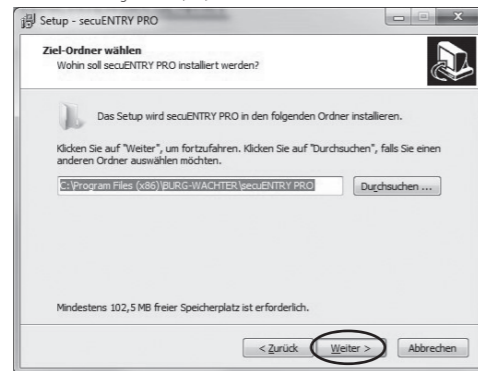 Setup - secuENTRY PRO
Ziel-Ordner wählen
Wohin soll secuENTRY PRO installiert werden?
Das Setup wird secuENTRY PRO in den folgenden Ordner installieren.
Klicken Sie auf "Weiter", um fortzufahren. Klicken Sie auf "Durchsuchen", falls Sie einen
anderen Ordner auswählen möchten.
C:\Program Files (x86)\BURG-WACHTER\secuENTRY PRO
Durchsuchen ...
Mindestens 102,5 MB freier Speicherplatz ist erforderlich.
< Zurück Weiter > Abbrechen